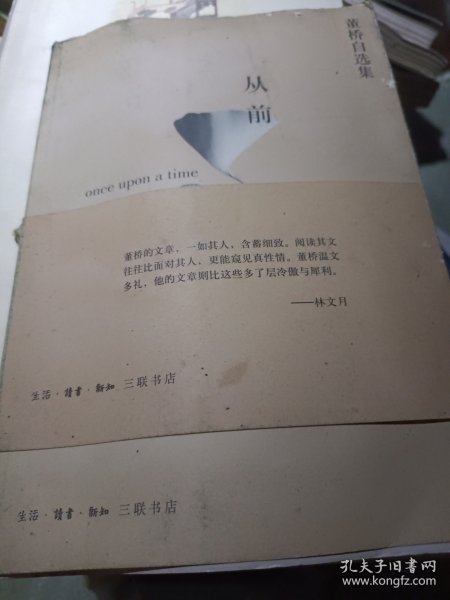 董桥自选集
从前
once upon a time
董桥的文章，一如其人，含蓄细致。阅读其文
往往比面对其人，更能窥见真性情。董桥温文
多礼，他的文章则比这些多了层冷傲与犀利。
——林文月
生活·讀書·新知 三联书店
生活·讀書·新知 三联书店
孔夫子旧书网
www.kongfz.com